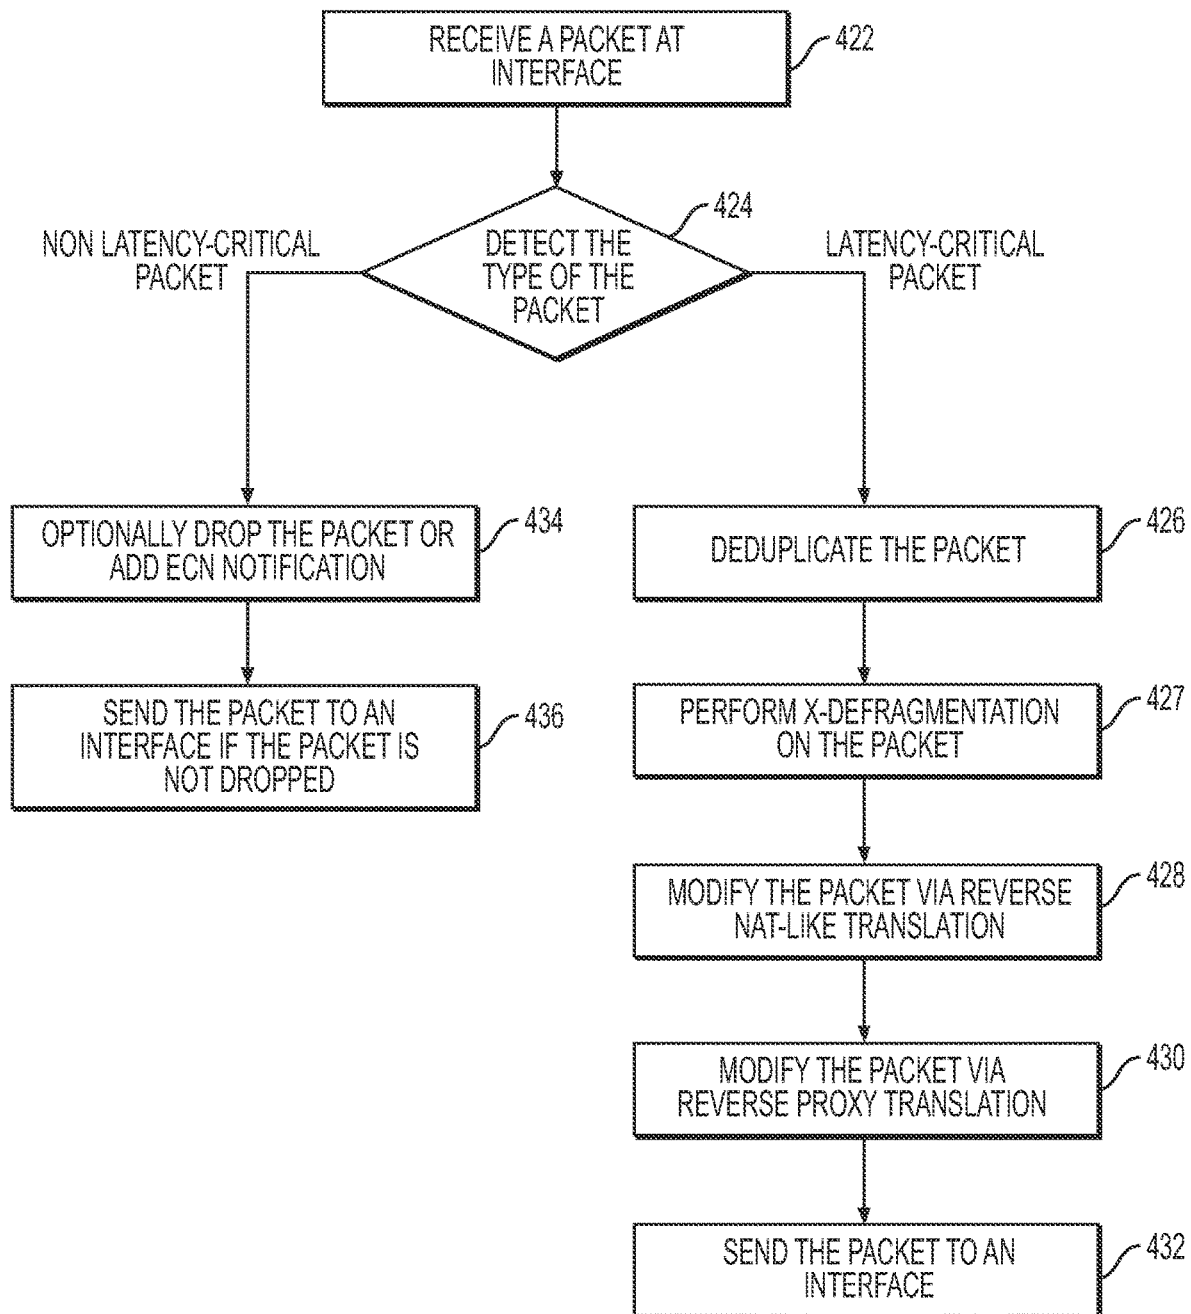 RECEIVE A PACKET AT
INTERFACE
422
424
DETECT THE
TYPE OF THE
PACKET
NON LATENCY-CRITICAL
PACKET
LATENCY-CRITICAL
PACKET
OPTIONALLY DROP THE PACKET OR
ADD ECN NOTIFICATION
434
SEND THE PACKET TO AN
INTERFACE IF THE PACKET IS
NOT DROPPED
436
DEDUPLICATE THE PACKET
426
PERFORM X-DEFRAGMENTATION
ON THE PACKET
427
MODIFY THE PACKET VIA REVERSE
NAT-LIKE TRANSLATION
428
MODIFY THE PACKET VIA
REVERSE PROXY TRANSLATION
430
SEND THE PACKET TO AN
INTERFACE
432